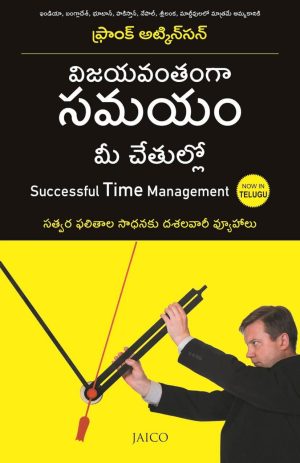 ఇండియా, బంగ్లాదేశ్, భూటాన్, పాకిస్తాన్, నేపాల్, శ్రీలంక, మాల్దీవులలో మాత్రమే అమ్మకానికి
ఫ్రాంక్ అట్కిన్‌సన్
విజయవంతంగా
సమయం
మీ చేతుల్లో
Successful Time Management
NOW IN
TELUGU
సత్వర ఫలితాల సాధనకు దశలవారీ వ్యూహాలు
JAICO